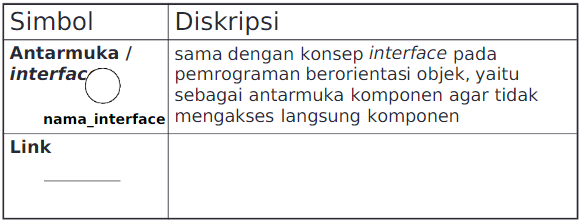 Simbol
Diskripsi
Antarmuka /
interface
nama_interface
sama dengan konsep interface pada
pemrograman berorientasi objek, yaitu
sebagai antarmuka komponen agar tidak
mengakses langsung komponen
Link